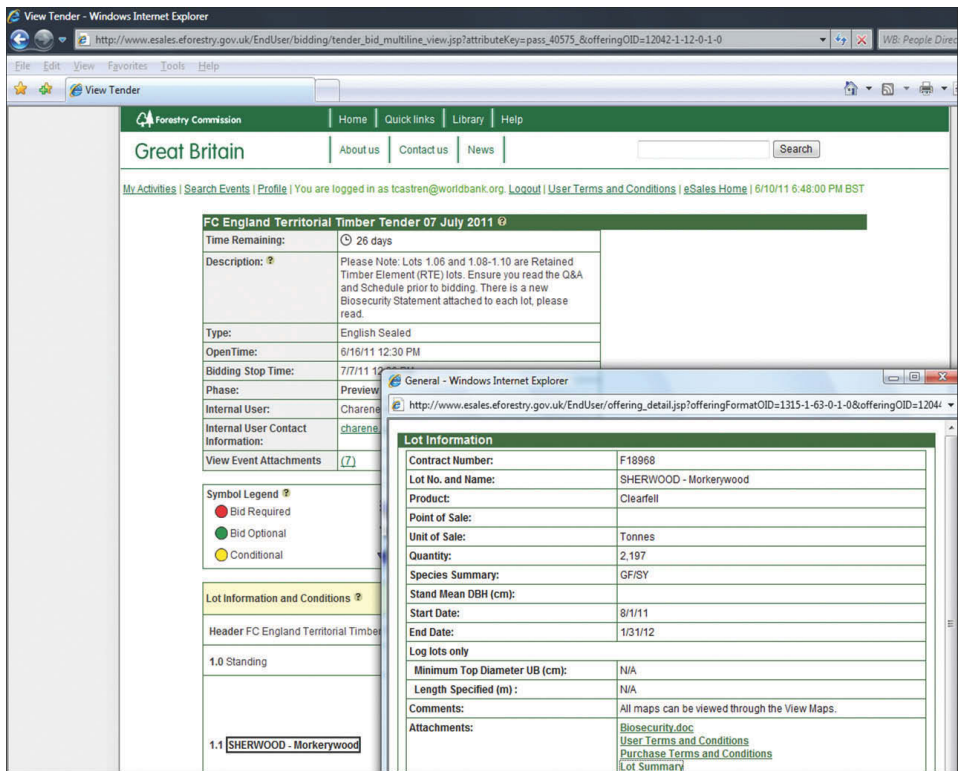 View Tender - Windows Internet Explorer
http://www.esales.eforestry.gov.uk/EndUser/bidding/tender_bid_multiline_view.jsp?attributeKey=pass_40575_&offeringOID=12042-1-12-0-1-0
WB: People Direc
File Edit View Favorites Tools Help
View Tender
Forestry Commission Home Quick links Library Help
Great Britain About us Contact us News Search
My Activities | Search Events | Profile | You are logged in as tcastren@worldbank.org. Logout | User Terms and Conditions | eSales Home | 6/10/11 6:48:00 PM BST
FC England Territorial Timber Tender 07 July 2011 ?
Time Remaining: 26 days
Description: ? Please Note: Lots 1.06 and 1.08-1.10 are Retained
Timber Element (RTE) lots. Ensure you read the Q&A
and Schedule prior to bidding. There is a new
Biosecurity Statement attached to each lot, please
read.
Type: English Sealed
OpenTime: 6/16/11 12:30 PM
Bidding Stop Time: 7/7/11
Phase: Preview
Internal User: Charene
Internal User Contact
Information: charene.
View Event Attachments (7)
Symbol Legend ?
Bid Required
Bid Optional
Conditional
Lot Information and Conditions ?
Header FC England Territorial Timber
1.0 Standing
1.1 SHERWOOD - Morkerywood
General - Windows Internet Explorer
http://www.esales.eforestry.gov.uk/EndUser/offering_detail.jsp?offeringFormatOID=1315-1-63-0-1-0&offeringOID=12044
Lot Information
Contract Number: F18968
Lot No. and Name: SHERWOOD - Morkerywood
Product: Clearfell
Point of Sale:
Unit of Sale: Tonnes
Quantity: 2,197
Species Summary: GF/SY
Stand Mean DBH (cm):
Start Date: 8/1/11
End Date: 1/31/12
Log lots only
Minimum Top Diameter UB (cm): N/A
Length Specified (m) : N/A
Comments: All maps can be viewed through the View Maps.
Attachments: Biosecurity.doc
User Terms and Conditions
Purchase Terms and Conditions
Lot Summary